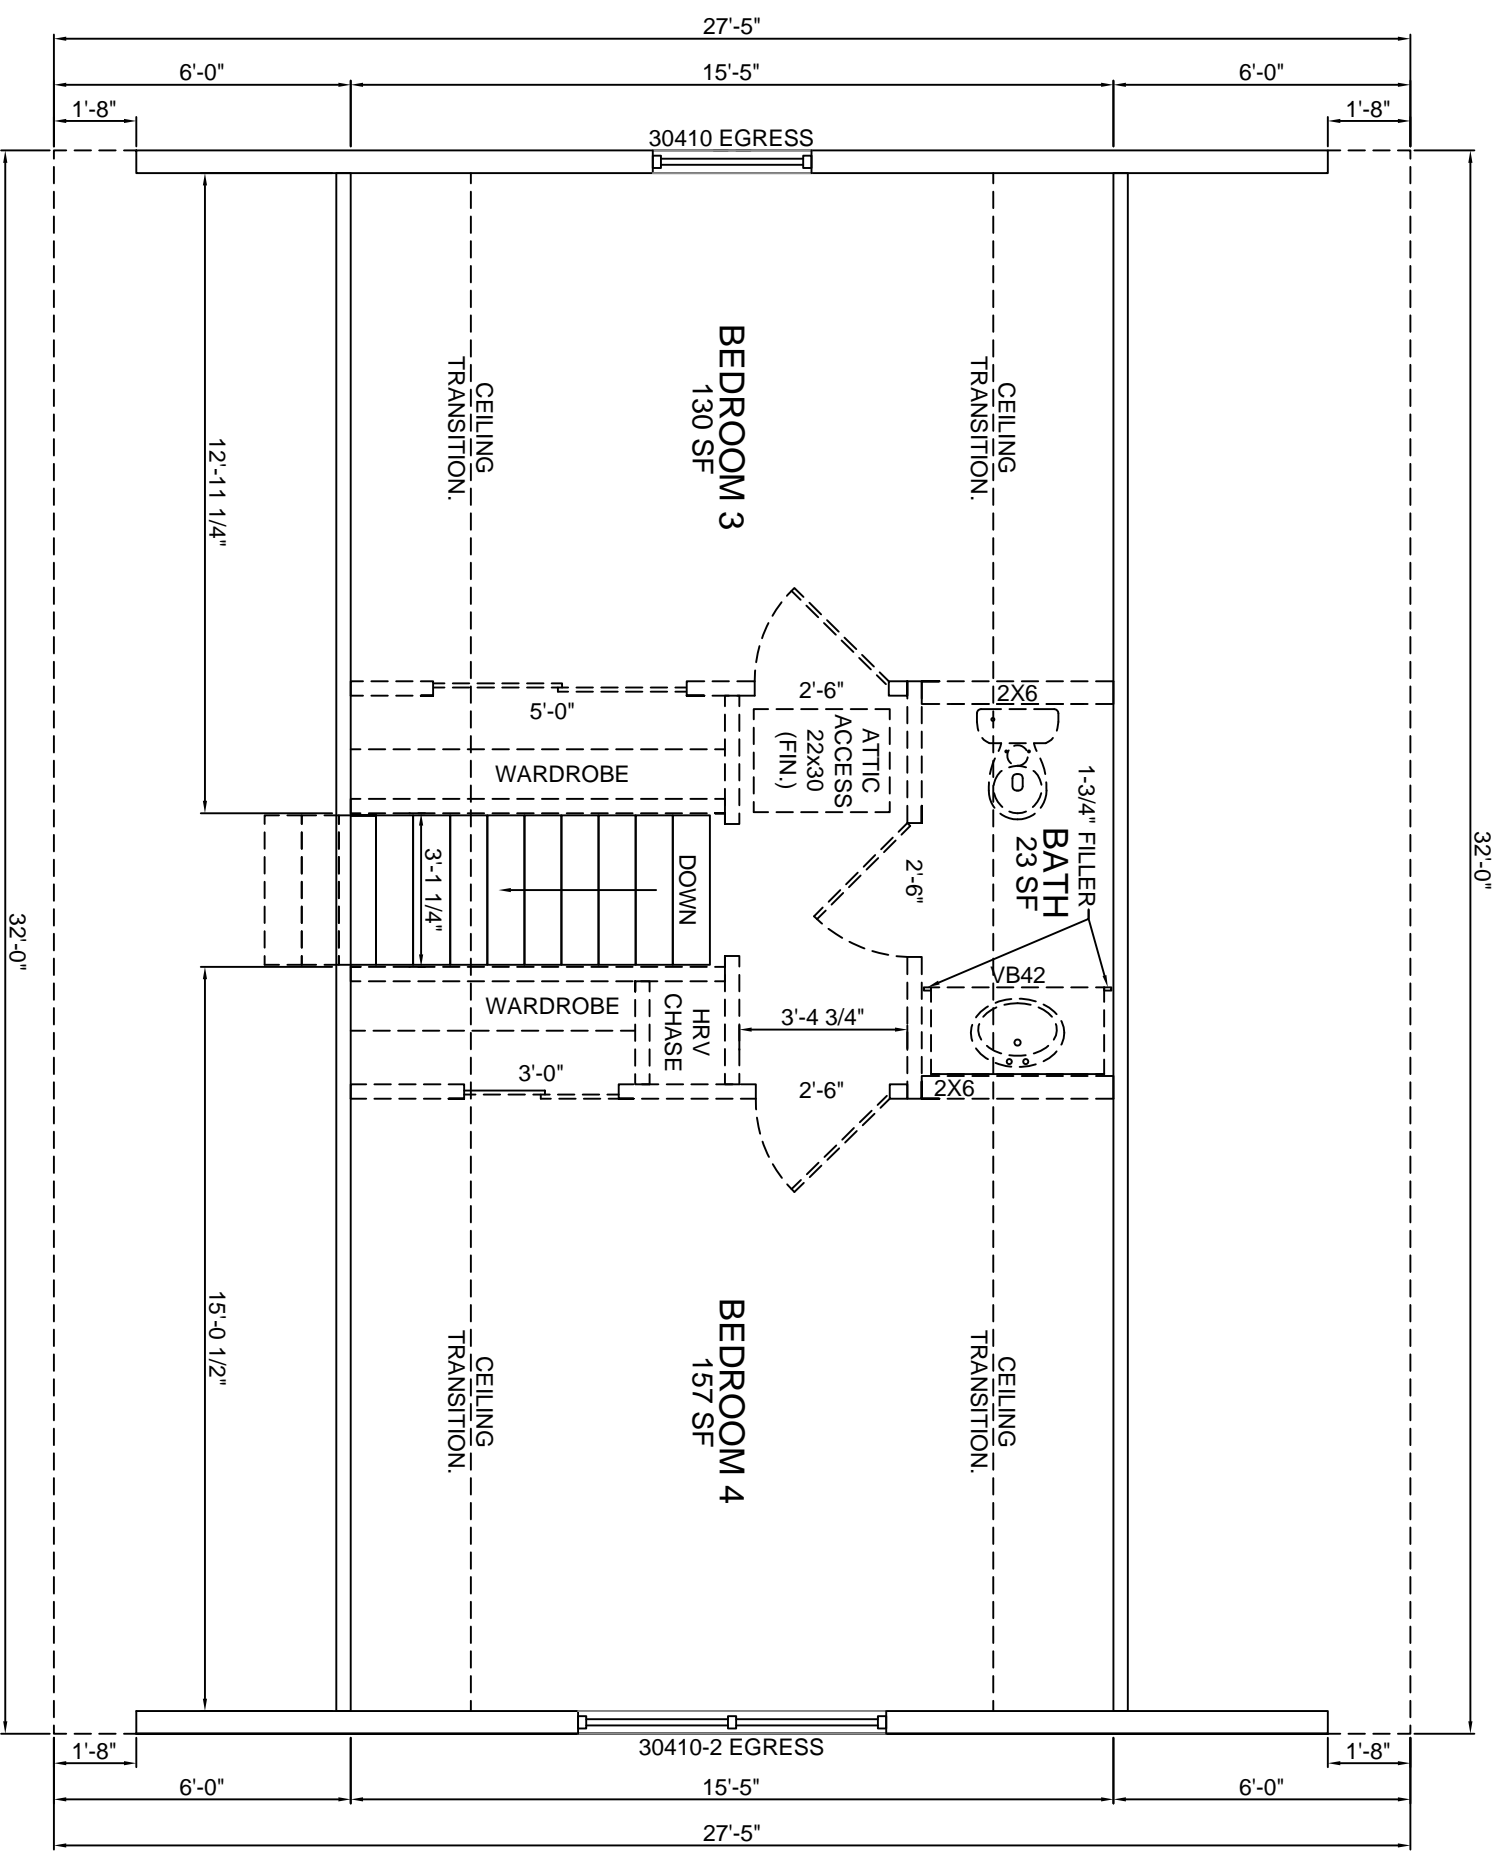 27'-5"
6'-0"
15'-5"
6'-0"
1'-8"
1'-8"
30410 EGRESS
32'-0"
32'-0"
12'-11 1/4"
15'-0 1/2"
CEILING
TRANSITION.
CEILING
TRANSITION.
BEDROOM 3
130 SF
5'-0"
WARDROBE
2'-6"
ATTIC
ACCESS
22x30
(FIN.)
2X6
1-3/4" FILLER
BATH
23 SF
2'-6"
DOWN
3'-1 1/4"
VB42
WARDROBE
HRV
CHASE
3'-4 3/4"
3'-0"
2'-6"
2X6
CEILING
TRANSITION.
CEILING
TRANSITION.
BEDROOM 4
157 SF
30410-2 EGRESS
1'-8"
1'-8"
6'-0"
15'-5"
6'-0"
27'-5"